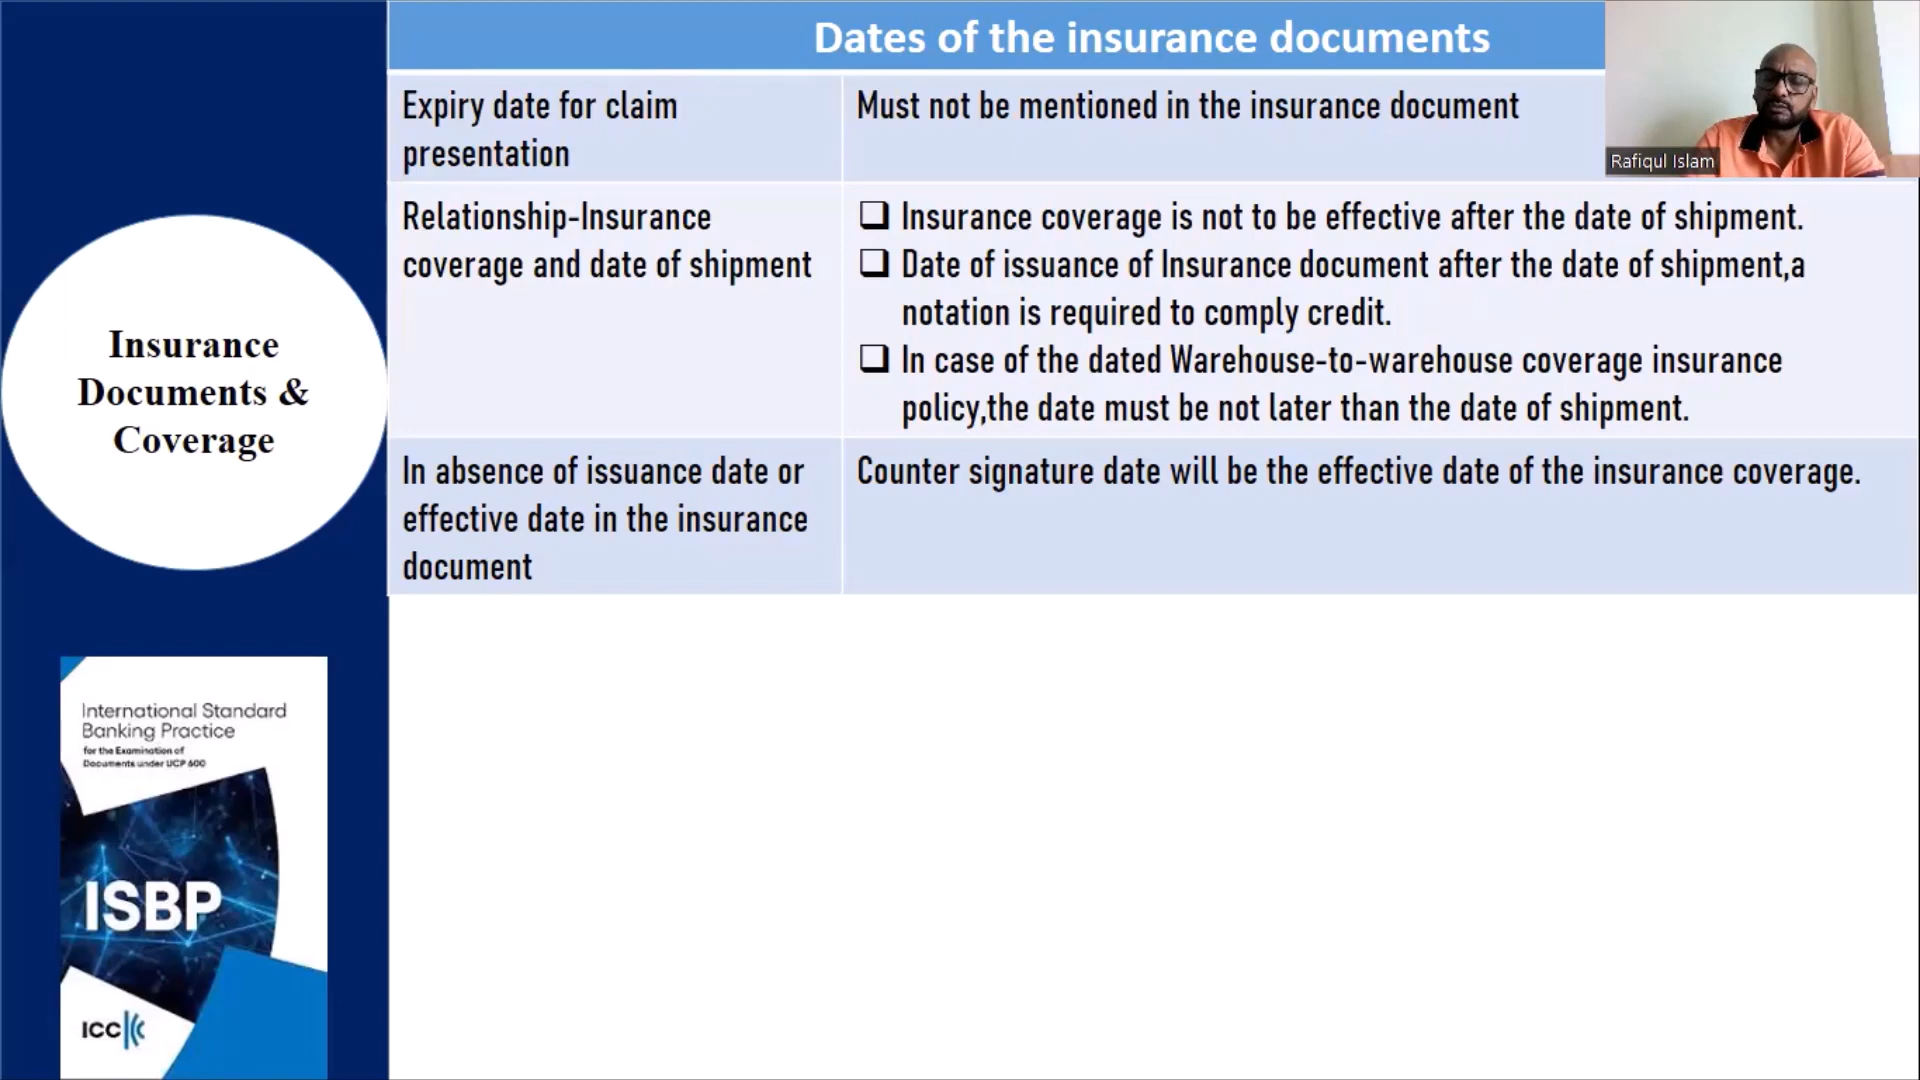 Dates of the insurance documents
Rafiqul Islam
Expiry date for claim
presentation
Must not be mentioned in the insurance document
Relationship-Insurance
coverage and date of shipment
❑ Insurance coverage is not to be effective after the date of shipment.
❑ Date of issuance of Insurance document after the date of shipment,a
notation is required to comply credit.
❑ In case of the dated Warehouse-to-warehouse coverage insurance
policy,the date must be not later than the date of shipment.
In absence of issuance date or
effective date in the insurance
document
Counter signature date will be the effective date of the insurance coverage.
Insurance
Documents &
Coverage
International Standard
Banking Practice
for the Examination of
Documents under UCP 600
ISBP
ICC